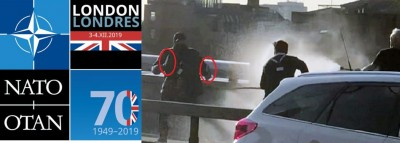 LONDON
LONDRES
3-4.XII.2019
NATO
OTAN
70
1949–2019